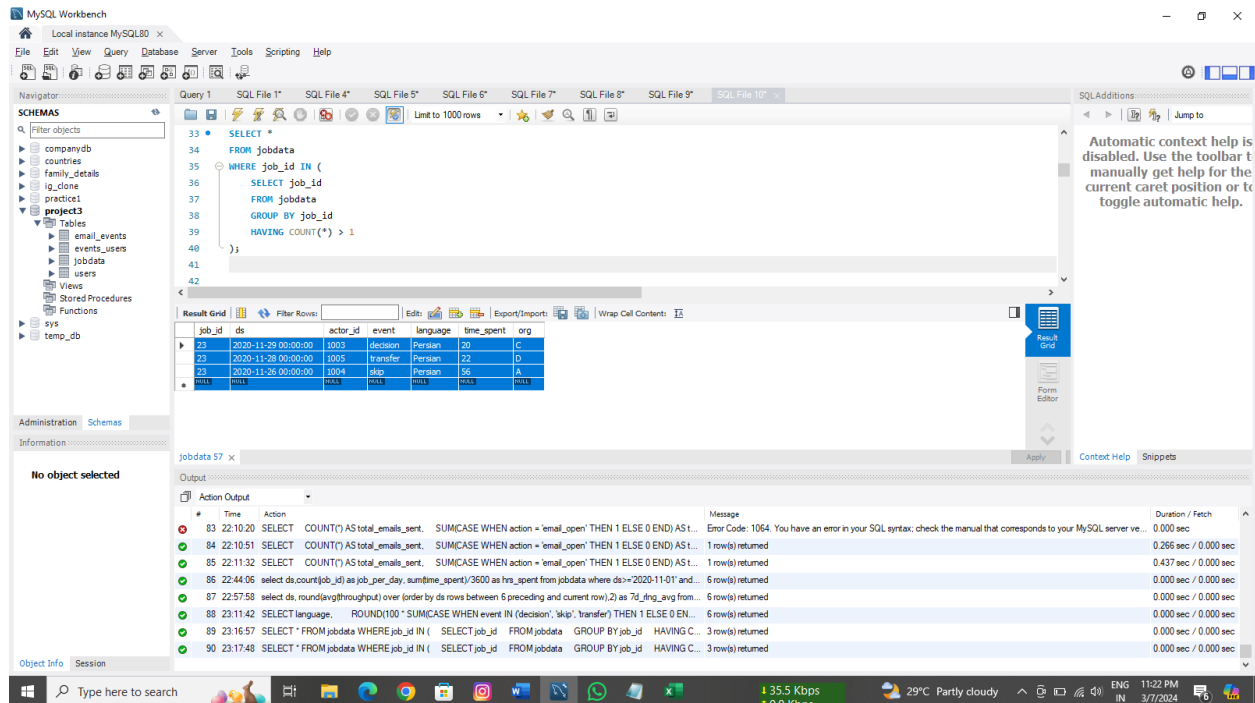 MySQL Workbench
Local instance MySQL80
File Edit View Query Database Server Tools Scripting Help
Navigator
SCHEMAS
Filter objects
companydb
countries
family_details
ig_clone
practice1
project3
Tables
email_events
events_users
jobdata
users
Views
Stored Procedures
Functions
sys
temp_db
Administration Schemas
Information
No object selected
Object Info Session
Query 1 SQL File 1* SQL File 4* SQL File 5* SQL File 6* SQL File 7* SQL File 8* SQL File 9* SQL File 10*
Limit to 1000 rows
33 SELECT *
34 FROM jobdata
35 WHERE job_id IN (
36 SELECT job_id
37 FROM jobdata
38 GROUP BY job_id
39 HAVING COUNT(*) > 1
40 );
41
42
Result Grid Filter Rows: Edit: Export/Import: Wrap Cell Content:
job_id ds actor_id event language time_spent org
23 2020-11-29 00:00:00 1003 decision Persian 20 C
23 2020-11-28 00:00:00 1005 transfer Persian 22 D
23 2020-11-26 00:00:00 1004 skip Persian 56 A
NULL NULL NULL NULL NULL NULL NULL
Result Grid
Form Editor
jobdata 57
Apply
SQLAdditions
Jump to
Automatic context help is
disabled. Use the toolbar t
manually get help for the
current caret position or to
toggle automatic help.
Context Help Snippets
Output
Action Output
# Time Action Message Duration / Fetch
83 22:10:20 SELECT COUNT(*) AS total_emails_sent, SUM(CASE WHEN action = 'email_open' THEN 1 ELSE 0 END) AS t... Error Code: 1064. You have an error in your SQL syntax; check the manual that corresponds to your MySQL server ve... 0.000 sec
84 22:10:51 SELECT COUNT(*) AS total_emails_sent, SUM(CASE WHEN action = 'email_open' THEN 1 ELSE 0 END) AS t... 1 row(s) returned 0.266 sec / 0.000 sec
85 22:11:32 SELECT COUNT(*) AS total_emails_sent, SUM(CASE WHEN action = 'email_open' THEN 1 ELSE 0 END) AS t... 1 row(s) returned 0.437 sec / 0.000 sec
86 22:44:06 select ds,count(job_id) as job_per_day, sum(time_spent)/3600 as hrs_spent from jobdata where ds>='2020-11-01' and... 6 row(s) returned 0.000 sec / 0.000 sec
87 22:57:58 select ds, round(avg(throughput) over (order by ds rows between 6 preceding and current row),2) as 7d_rlng_avg from... 6 row(s) returned 0.000 sec / 0.000 sec
88 23:11:42 SELECT language, ROUND(100 * SUM(CASE WHEN event IN ('decision', 'skip', 'transfer') THEN 1 ELSE 0 EN... 6 row(s) returned 0.000 sec / 0.000 sec
89 23:16:57 SELECT * FROM jobdata WHERE job_id IN ( SELECT job_id FROM jobdata GROUP BY job_id HAVING C... 3 row(s) returned 0.000 sec / 0.000 sec
90 23:17:48 SELECT * FROM jobdata WHERE job_id IN ( SELECT job_id FROM jobdata GROUP BY job_id HAVING C... 3 row(s) returned 0.000 sec / 0.000 sec
Type here to search
35.5 Kbps
29°C Partly cloudy
ENG
IN
11:22 PM
3/7/2024
6